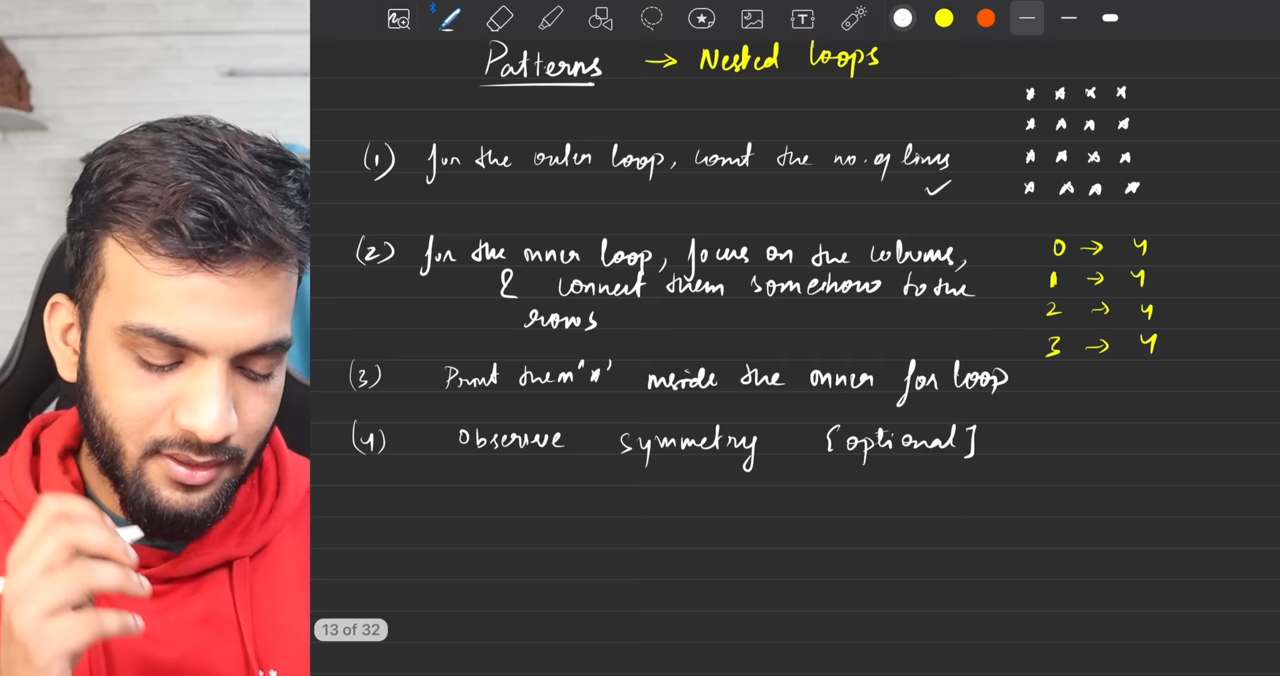 Patterns → Nested loops
* * * *
* * * *
(1) for the outer loop, count the no. of lines ✓
* * * *
* * * *
(2) for the inner loop, focus on the columns,
& connect them somehow to the
rows
0 → 4
1 → 4
2 → 4
3 → 4
(3) Print them '*' inside the inner for loop
(4) Observe symmetry [optional]
13 of 32